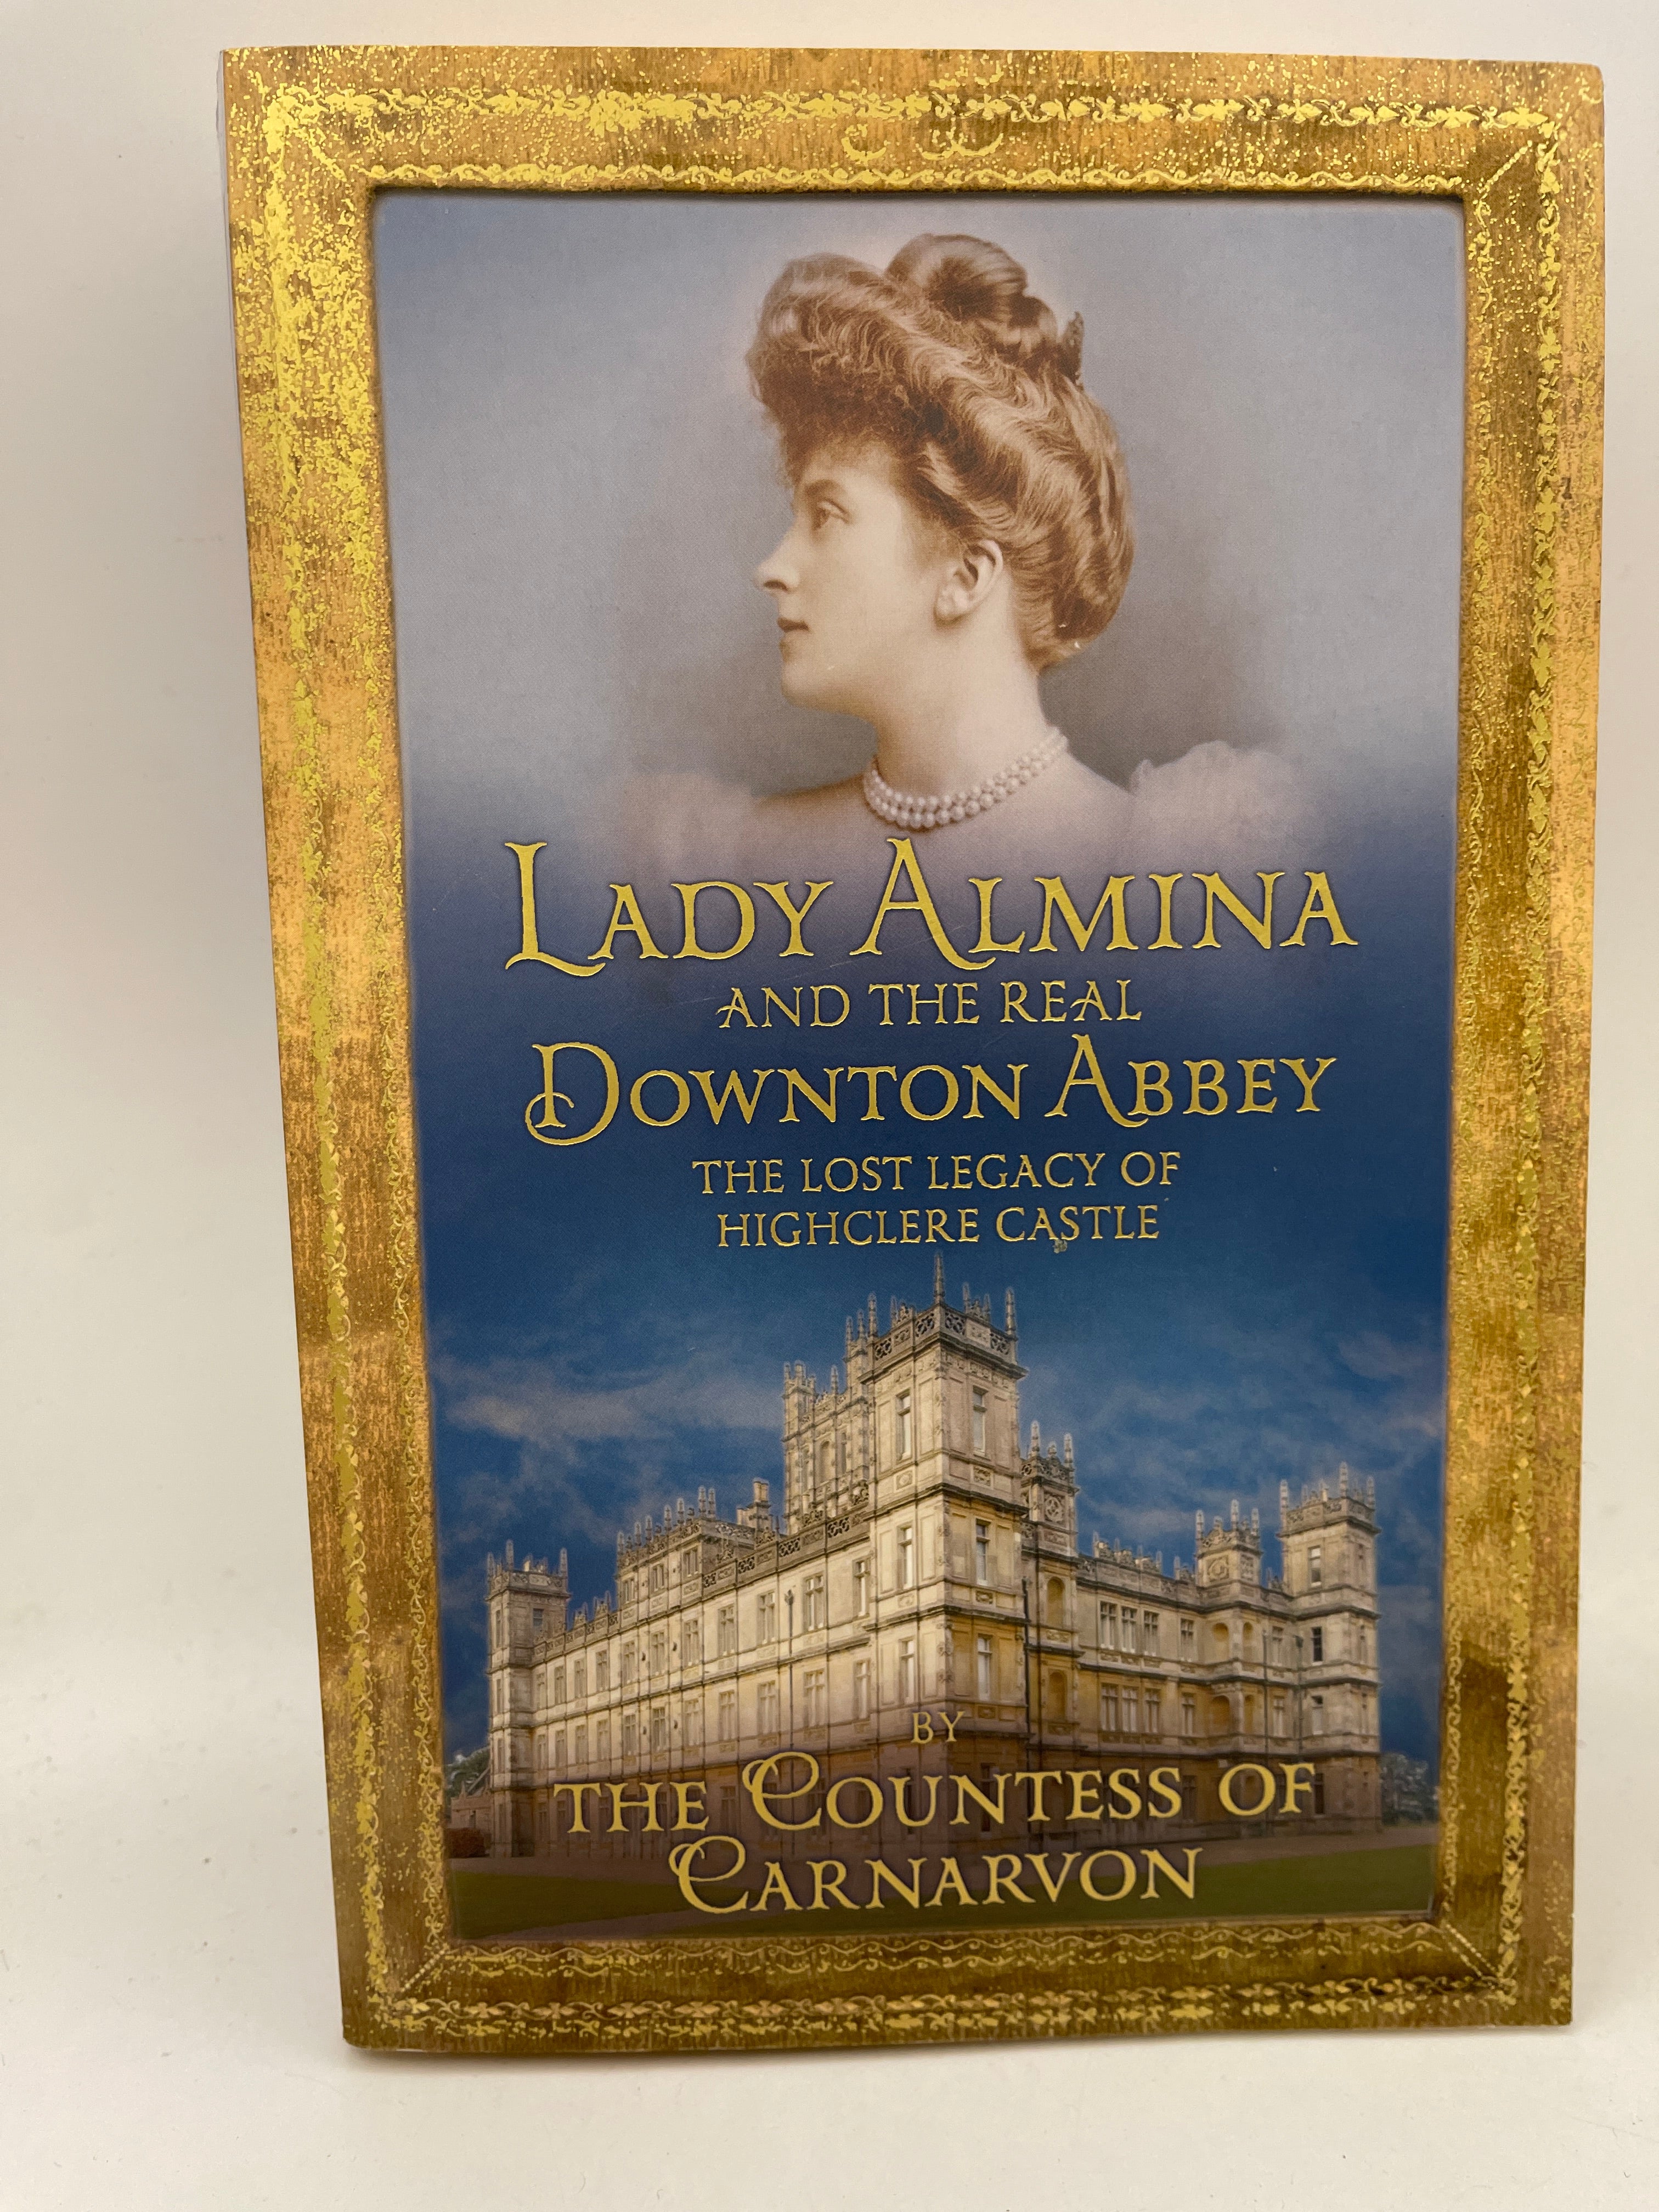 LADY ALMINA
AND THE REAL
DOWNTON ABBEY
THE LOST LEGACY OF
HIGHCLERE CASTLE
BY
THE COUNTESS OF
CARNARVON